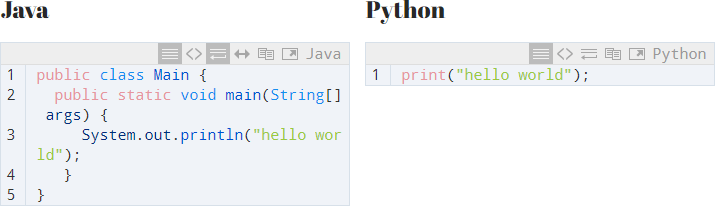 Java
Java
1 public class Main {
2   public static void main(String[]
 args) {
3      System.out.println("hello wor
ld");
4    }
5 }
Python
Python
1 print("hello world");